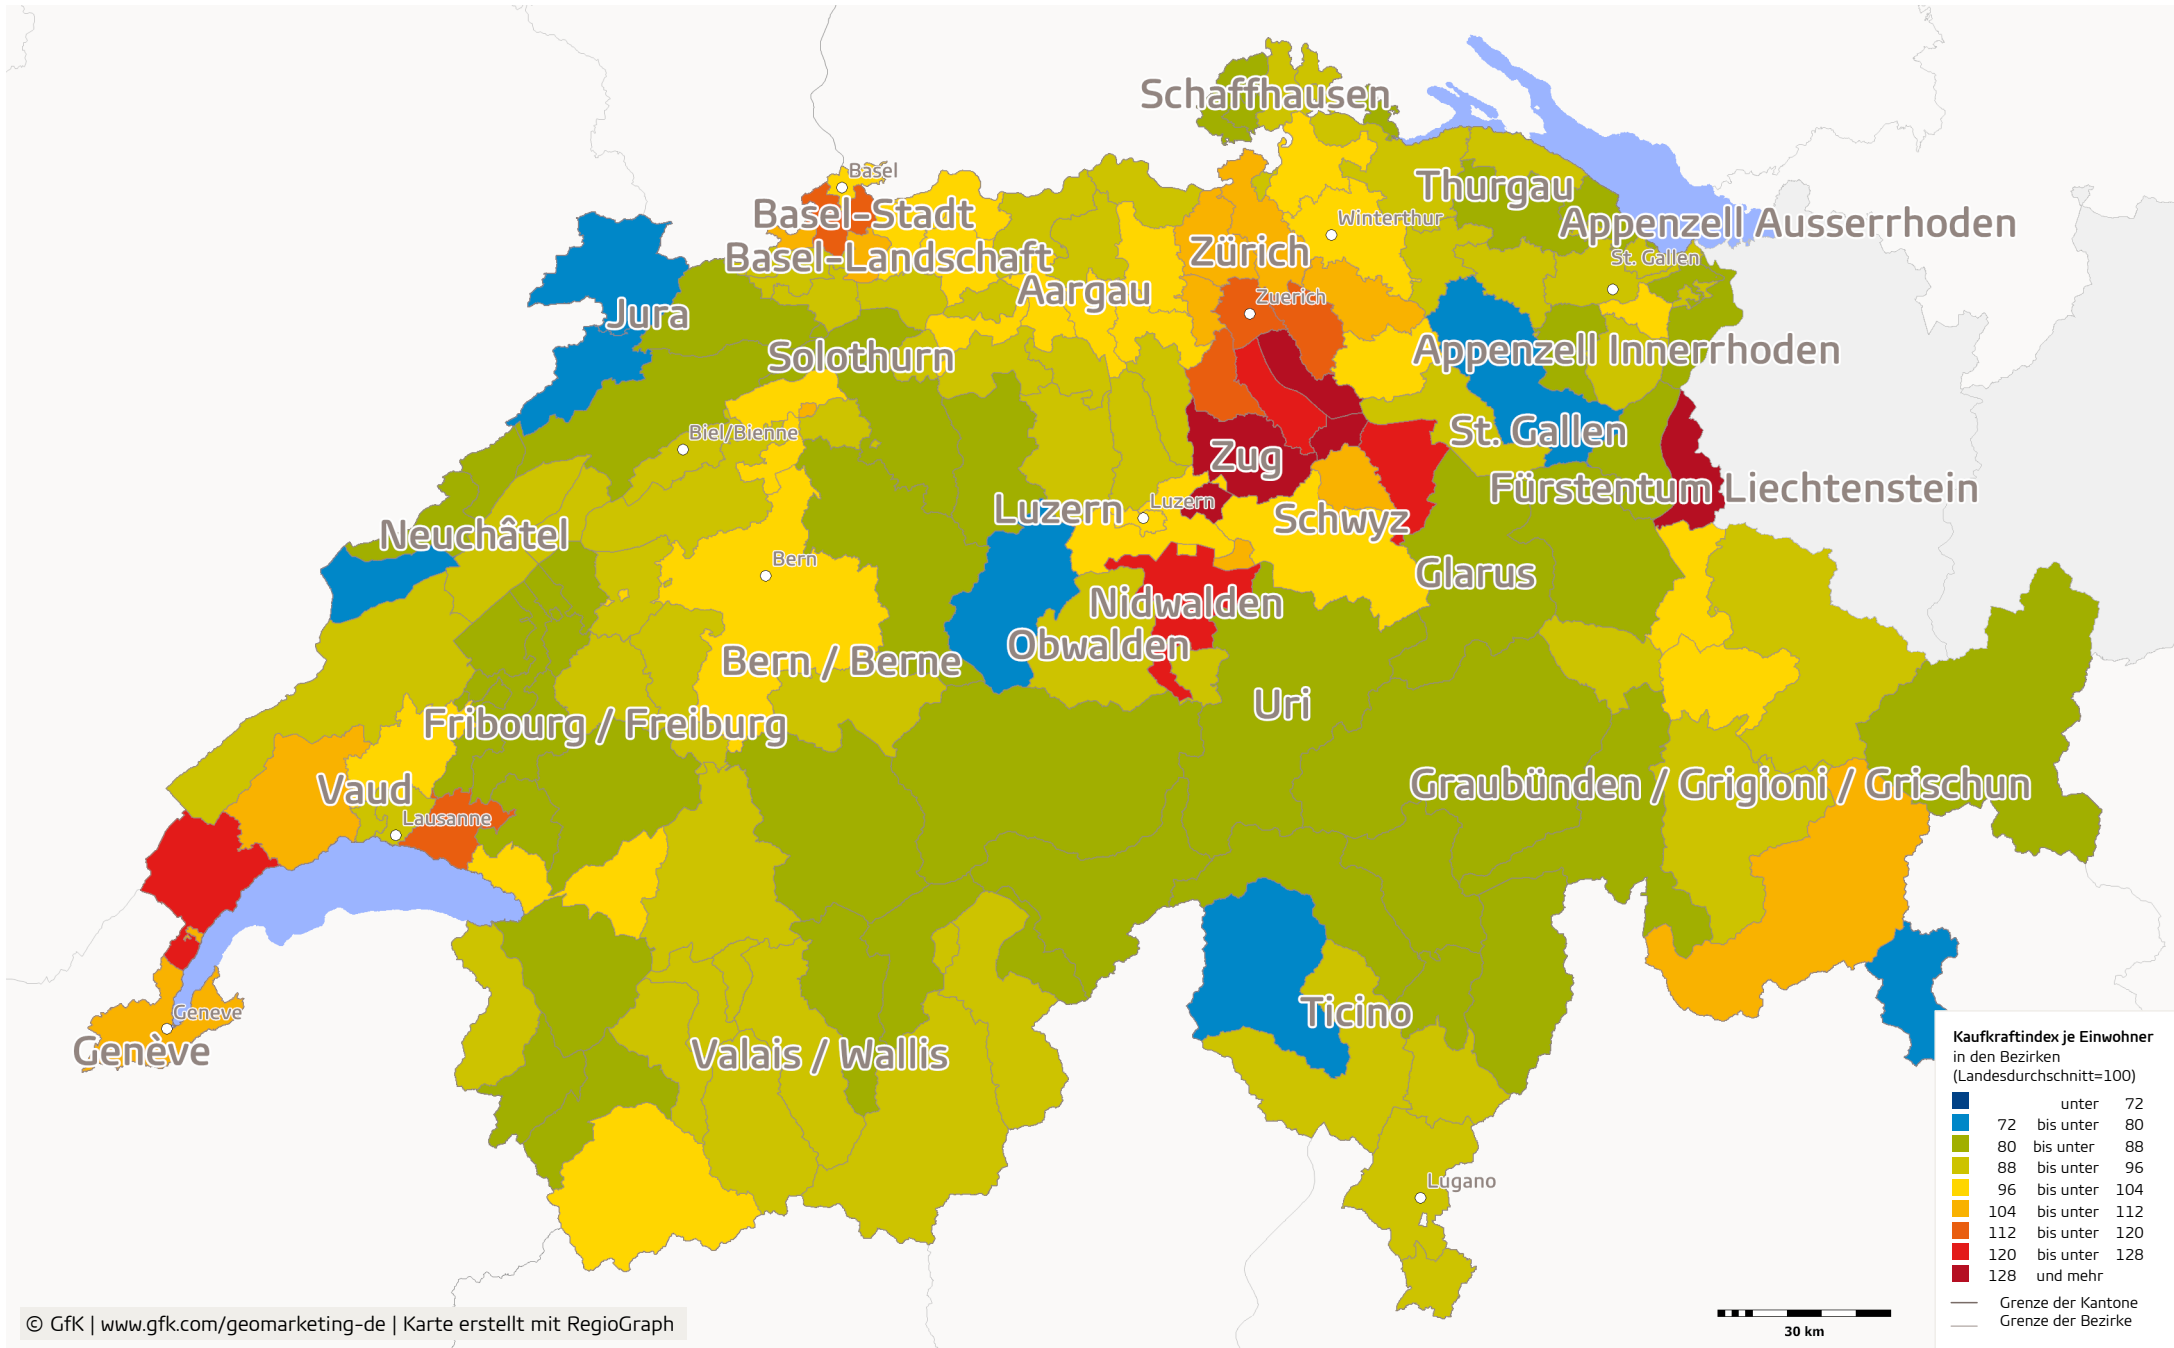 Schaffhausen
Basel
Thurgau
Basel-Stadt
Winterthur
Appenzell Ausserrhoden
Zürich
Basel-Landschaft
St. Gallen
Aargau
Zuerich
Jura
Solothurn
Appenzell Innerrhoden
Biel/Bienne
St. Gallen
Zug
Fürstentum Liechtenstein
Luzern
Luzern
Schwyz
Neuchâtel
Bern
Glarus
Nidwalden
Obwalden
Bern / Berne
Uri
Fribourg / Freiburg
Vaud
Graubünden / Grigioni / Grischun
Lausanne
Geneve
Ticino
Genève
Valais / Wallis
Lugano
Kaufkraftindex je Einwohner
in den Bezirken
(Landesdurchschnitt=100)
unter 72
72 bis unter 80
80 bis unter 88
88 bis unter 96
96 bis unter 104
104 bis unter 112
112 bis unter 120
120 bis unter 128
128 und mehr
Grenze der Kantone
Grenze der Bezirke
30 km
© GfK | www.gfk.com/geomarketing-de | Karte erstellt mit RegioGraph